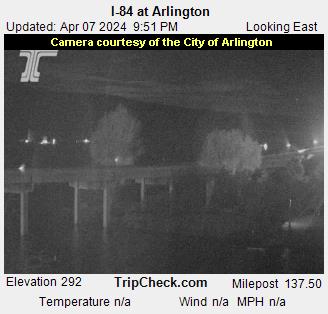 I-84 at Arlington
Updated: Apr 07 2024 9:51 PM Looking East
Camera courtesy of the City of Arlington
Elevation 292 TripCheck.com Milepost 137.50
Temperature n/a Wind n/a MPH n/a